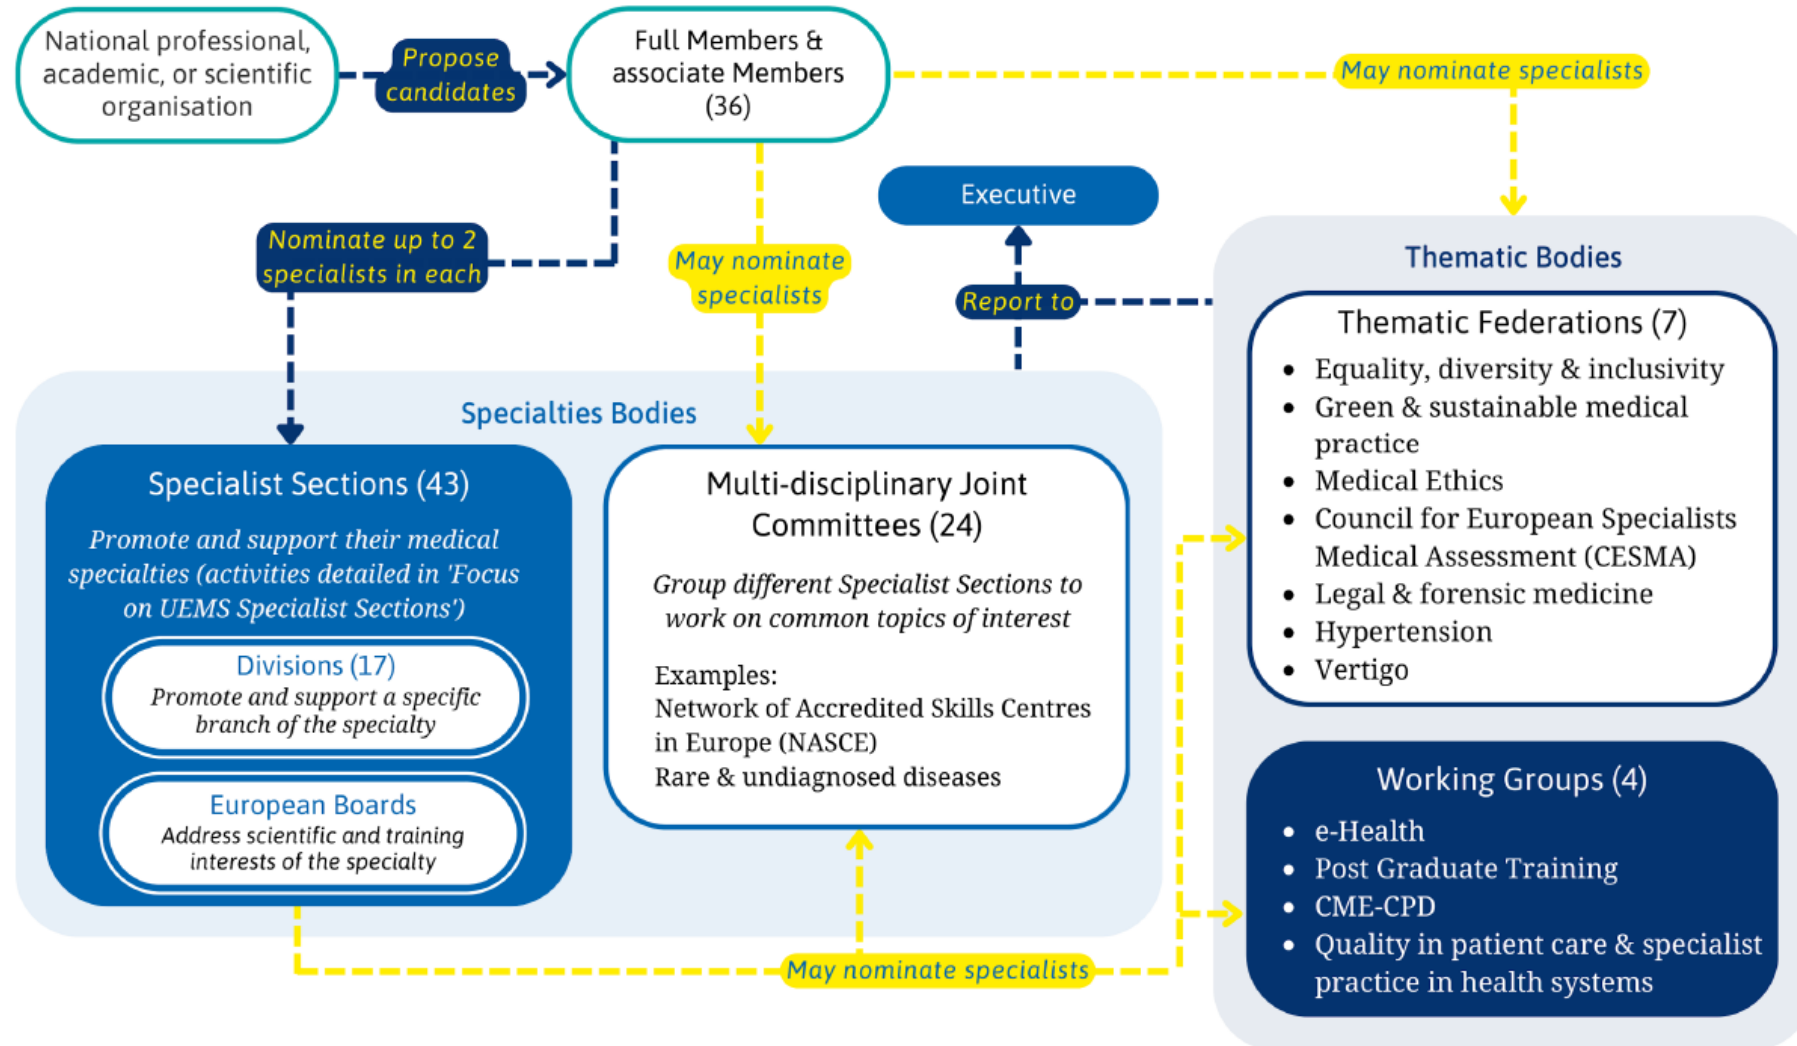 National professional,
academic, or scientific
organisation
Propose
candidates
Full Members &
associate Members
(36)
May nominate specialists
Executive
Nominate up to 2
specialists in each
May nominate
specialists
Report to
Specialties Bodies
Specialist Sections (43)
Promote and support their medical
specialties (activities detailed in 'Focus
on UEMS Specialist Sections')
Divisions (17)
Promote and support a specific
branch of the specialty
European Boards
Address scientific and training
interests of the specialty
Multi-disciplinary Joint
Committees (24)
Group different Specialist Sections to
work on common topics of interest
Examples:
Network of Accredited Skills Centres
in Europe (NASCE)
Rare & undiagnosed diseases
May nominate specialists
Thematic Bodies
Thematic Federations (7)
• Equality, diversity & inclusivity
• Green & sustainable medical
practice
• Medical Ethics
• Council for European Specialists
Medical Assessment (CESMA)
• Legal & forensic medicine
• Hypertension
• Vertigo
Working Groups (4)
• e-Health
• Post Graduate Training
• CME-CPD
• Quality in patient care & specialist
practice in health systems